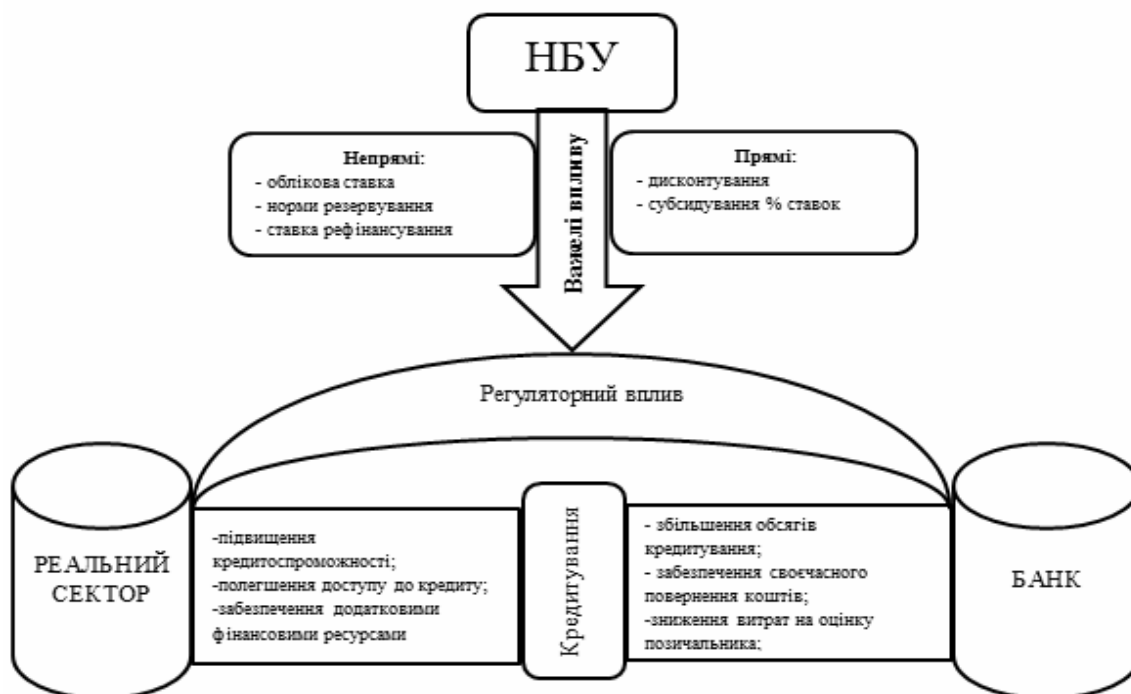 НБУ
Непрямі:
- облікова ставка
- норми резервування
- ставка рефінансування
Важелі впливу
Прямі:
- дисконтування
- субсидування % ставок
Регуляторний вплив
РЕАЛЬНИЙ
СЕКТОР
-підвищення
кредитоспроможності;
-полегшення доступу до кредиту;
-забезпечення додатковими
фінансовими ресурсами
Кредитування
- збільшення обсягів
кредитування;
- забезпечення своєчасного
повернення коштів;
-зниження витрат на оцінку
позичальника;
БАНК